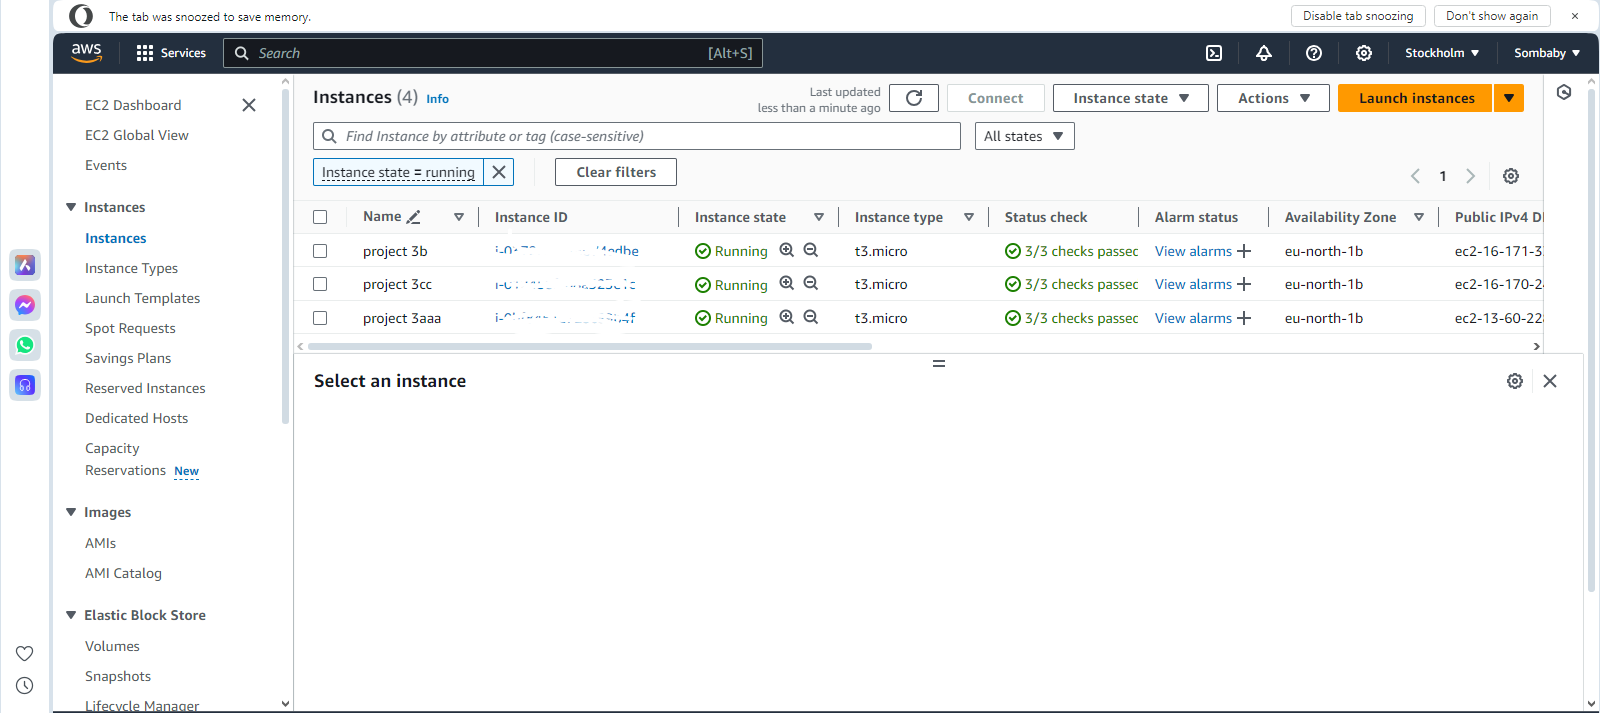 The tab was snoozed to save memory.
Disable tab snoozing
Don't show again
aws
Services
Search
[Alt+S]
Stockholm
Sombaby
EC2 Dashboard
EC2 Global View
Events
Instances
Instances
Instance Types
Launch Templates
Spot Requests
Savings Plans
Reserved Instances
Dedicated Hosts
Capacity
Reservations New
Images
AMIs
AMI Catalog
Elastic Block Store
Volumes
Snapshots
Lifecycle Manager
Instances (4) Info
Last updated
less than a minute ago
Connect
Instance state
Actions
Launch instances
Find Instance by attribute or tag (case-sensitive)
All states
Instance state = running
Clear filters
1
Name Instance ID Instance state Instance type Status check Alarm status Availability Zone Public IPv4 D
project 3b Running t3.micro 3/3 checks passec View alarms eu-north-1b ec2-16-171-3
project 3cc Running t3.micro 3/3 checks passec View alarms eu-north-1b ec2-16-170-2
project 3aaa Running t3.micro 3/3 checks passec View alarms eu-north-1b ec2-13-60-22
Select an instance